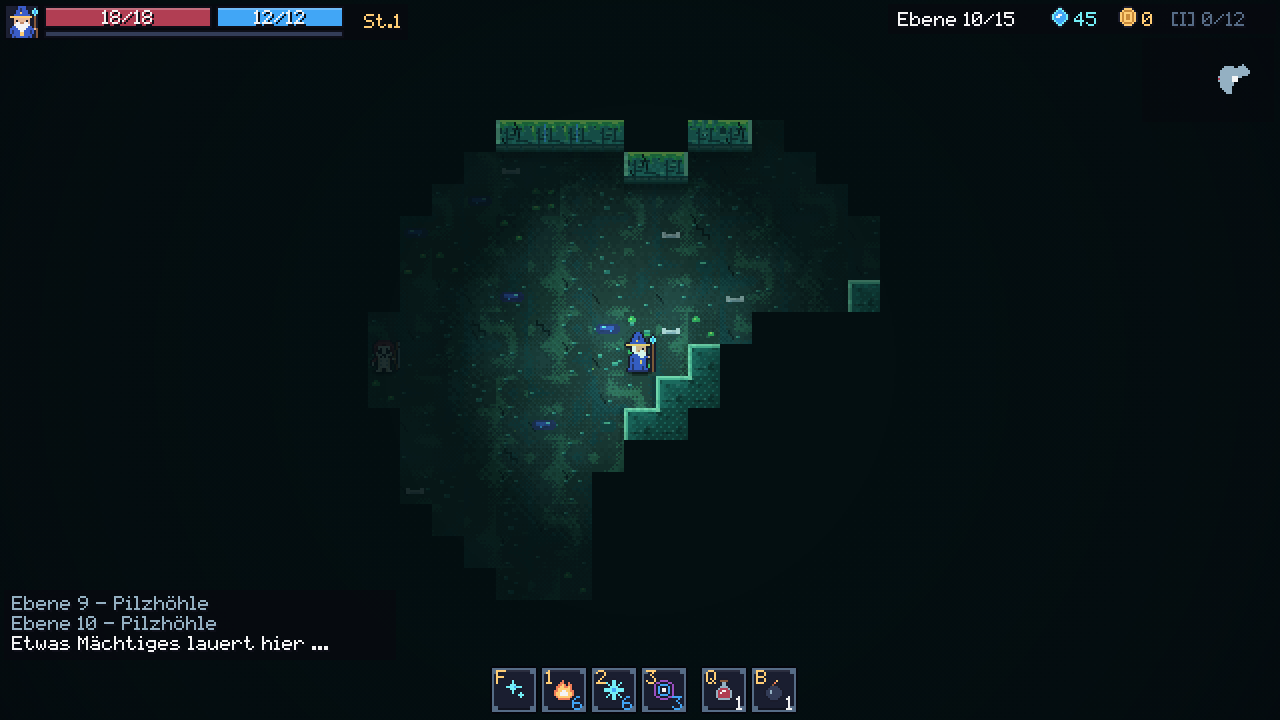 18/18
12/12
St.1
Ebene 10/15
45
0
[I] 0/12
Ebene 9 – Pilzhöhle
Ebene 10 – Pilzhöhle
Etwas Mächtiges lauert hier ...
F
1
6
2
6
3
3
Q
1
B
1